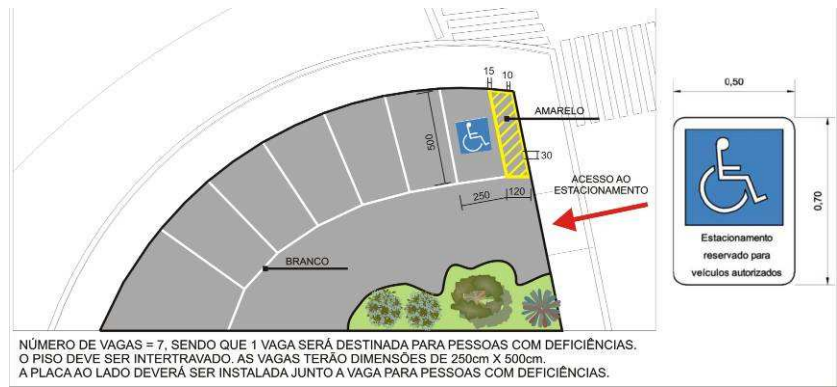 15
10
AMARELO
500
30
ACESSO AO
ESTACIONAMENTO
250
120
BRANCO
0,50
0,70
Estacionamento
reservado para
veículos autorizados
NÚMERO DE VAGAS = 7, SENDO QUE 1 VAGA SERÁ DESTINADA PARA PESSOAS COM DEFICIÊNCIAS.
O PISO DEVE SER INTERTRAVADO. AS VAGAS TERÃO DIMENSÕES DE 250cm X 500cm.
A PLACA AO LADO DEVERÁ SER INSTALADA JUNTO A VAGA PARA PESSOAS COM DEFICIÊNCIAS.